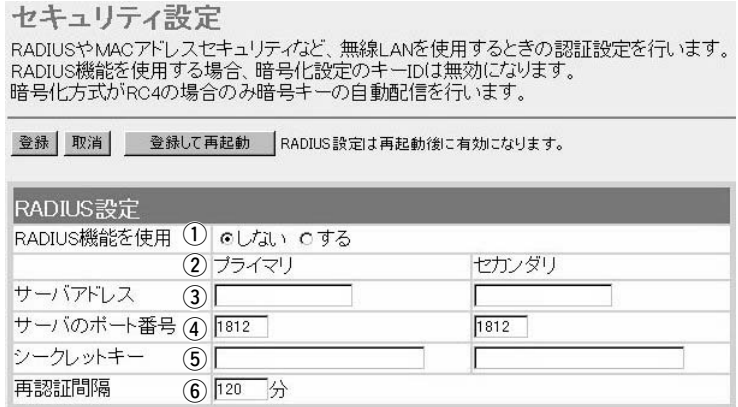 セキュリティ設定
RADIUSやMACアドレスセキュリティなど、無線LANを使用するときの認証設定を行います。
RADIUS機能を使用する場合、暗号化設定のキーIDは無効になります。
暗号化方式がRC4の場合のみ暗号キーの自動配信を行います。
登録 取消 登録して再起動 RADIUS設定は再起動後に有効になります。
RADIUS設定
RADIUS機能を使用 ① しない する
② プライマリ セカンダリ
サーバアドレス ③
サーバのポート番号 ④ 1812 1812
シークレットキー ⑤
再認証間隔 ⑥ 120 分